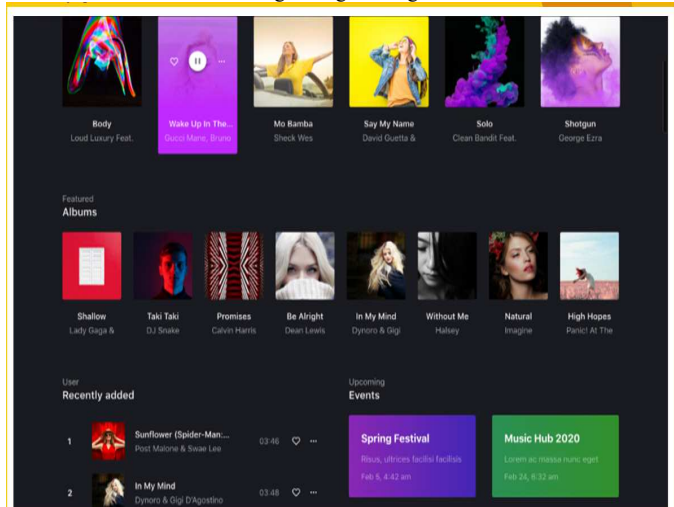 Body
Loud Luxury Feat.
Wake Up In The...
Gucci Mane, Bruno
Mo Bamba
Sheck Wes
Say My Name
David Guetta &
Solo
Clean Bandit Feat.
Shotgun
George Ezra
Featured
Albums
Shallow
Lady Gaga &
Taki Taki
DJ Snake
Promises
Calvin Harris
Be Alright
Dean Lewis
In My Mind
Dynoro & Gigi
Without Me
Halsey
Natural
Imagine
High Hopes
Panic! At The
User
Recently added
1
Sunflower (Spider-Man:...
Post Malone & Swae Lee
03:46
2
In My Mind
Dynoro & Gigi D'Agostino
03:48
Upcoming
Events
Spring Festival
Risus, ultrices facilisi facilisis
Feb 5, 4:42 am
Music Hub 2020
Lorem ac massa nunc eget
Feb 24, 6:32 am